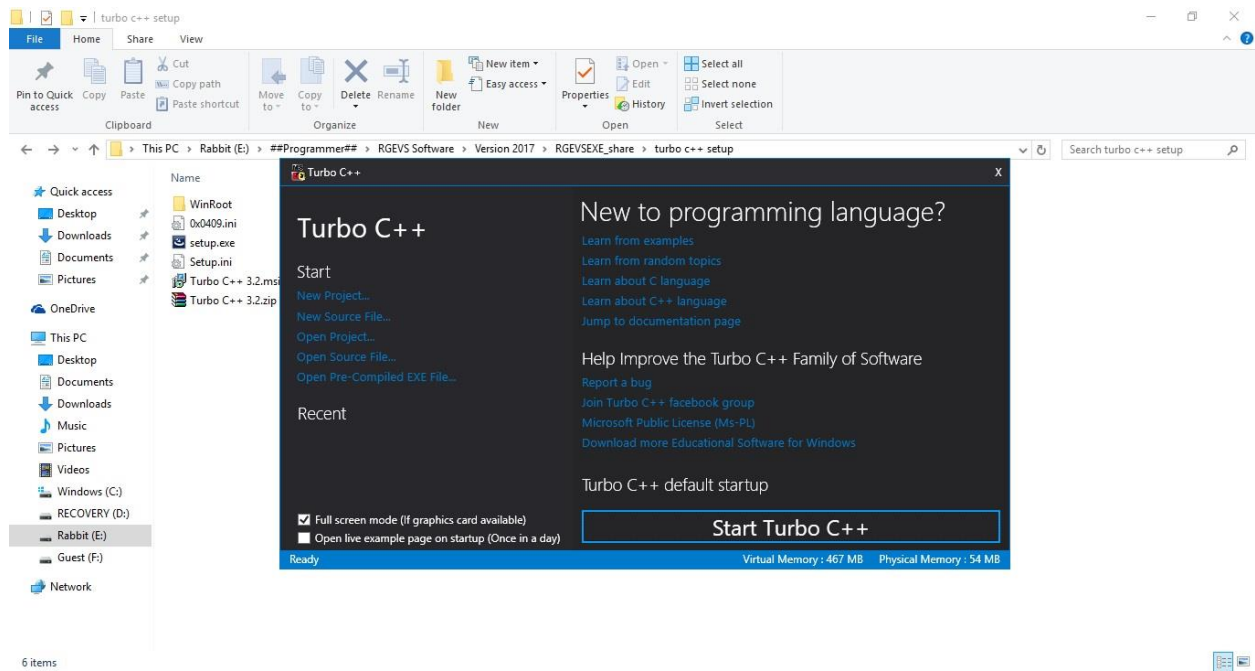 turbo c++ setup
File Home Share View
Pin to Quick access
Copy
Paste
Cut
Copy path
Paste shortcut
Clipboard
Move to
Copy to
Delete
Rename
Organize
New folder
New item
Easy access
New
Properties
Open
Edit
History
Open
Select all
Select none
Invert selection
Select
This PC > Rabbit (E:) > ##Programmer## > RGEVS Software > Version 2017 > RGEVSEXE_share > turbo c++ setup
Search turbo c++ setup
Quick access
Desktop
Downloads
Documents
Pictures
OneDrive
This PC
Desktop
Documents
Downloads
Music
Pictures
Videos
Windows (C:)
RECOVERY (D:)
Rabbit (E:)
Guest (F:)
Network
Name
WinRoot
0x0409.ini
setup.exe
Setup.ini
Turbo C++ 3.2.msi
Turbo C++ 3.2.zip
Turbo C++
X
Turbo C++
Start
New Project...
New Source File...
Open Project...
Open Source File...
Open Pre-Compiled EXE File...
Recent
Full screen mode (If graphics card available)
Open live example page on startup (Once in a day)
New to programming language?
Learn from examples
Learn from random topics
Learn about C language
Learn about C++ language
Jump to documentation page
Help Improve the Turbo C++ Family of Software
Report a bug
Join Turbo C++ facebook group
Microsoft Public License (Ms-PL)
Download more Educational Software for Windows
Turbo C++ default startup
Start Turbo C++
Ready
Virtual Memory : 467 MB Physical Memory : 54 MB
6 items